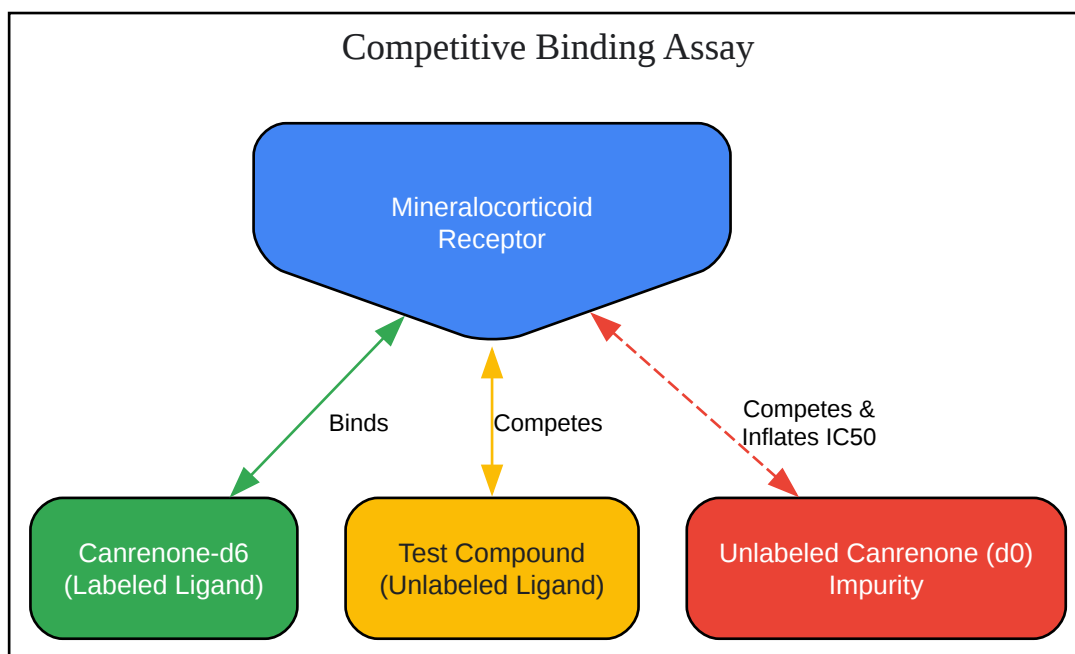 Competitive Binding Assay
Mineralocorticoid
Receptor
Binds
Competes
Competes &
Inflates IC50
Canrenone-d6
(Labeled Ligand)
Test Compound
(Unlabeled Ligand)
Unlabeled Canrenone (d0)
Impurity